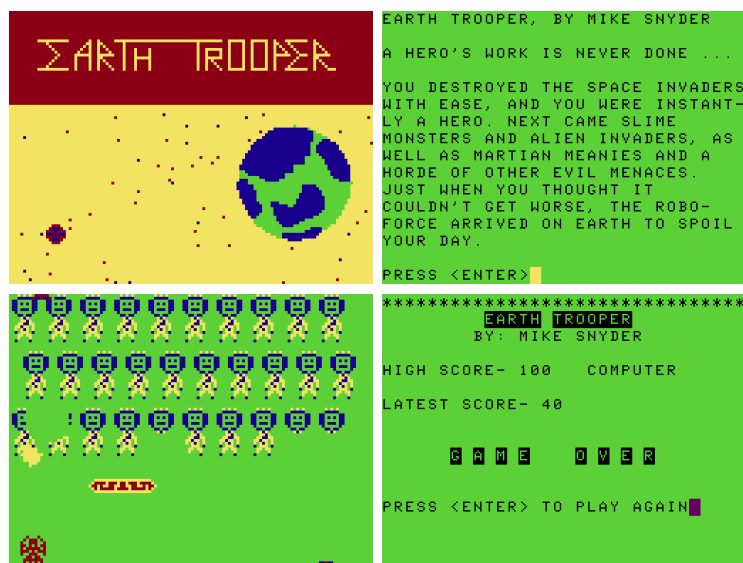 EARTH TROOPER
EARTH TROOPER, BY MIKE SNYDER
A HERO'S WORK IS NEVER DONE ...
YOU DESTROYED THE SPACE INVADERS
WITH EASE, AND YOU WERE INSTANT-
LY A HERO. NEXT CAME SLIME
MONSTERS AND ALIEN INVADERS, AS
WELL AS MARTIAN MEANIES AND A
HORDE OF OTHER EVIL MENACES.
JUST WHEN YOU THOUGHT IT
COULDN'T GET WORSE, THE ROBO-
FORCE ARRIVED ON EARTH TO SPOIL
YOUR DAY.
PRESS <ENTER>
********************************
EARTH TROOPER
BY: MIKE SNYDER
HIGH SCORE- 100 COMPUTER
LATEST SCORE- 40
G A M E O V E R
PRESS <ENTER> TO PLAY AGAIN